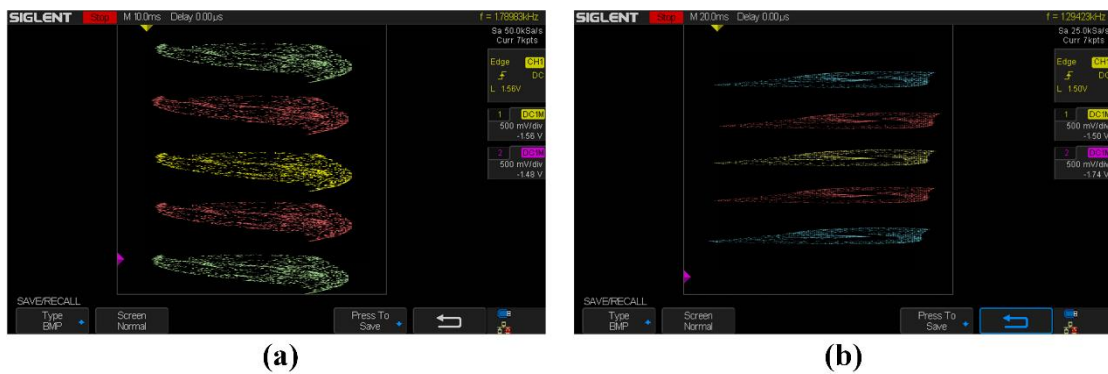 SIGLENT Stop M 10.0ms Delay 0.00µs f = 1.78983kHz
Sa 50.0kSa/s
Curr 7kpts
Edge CH1
DC
L 1.56V
1 DC1M
500 mV/div
-1.56 V
2 DC1M
500 mV/div
-1.48 V
SAVE/RECALL
Type
BMP
Screen
Normal
Press To
Save
(a)
SIGLENT Stop M 20.0ms Delay 0.00µs f = 1.29423kHz
Sa 25.0kSa/s
Curr 7kpts
Edge CH1
DC
L 1.50V
1 DC1M
500 mV/div
-1.50 V
2 DC1M
500 mV/div
-1.74 V
SAVE/RECALL
Type
BMP
Screen
Normal
Press To
Save
(b)